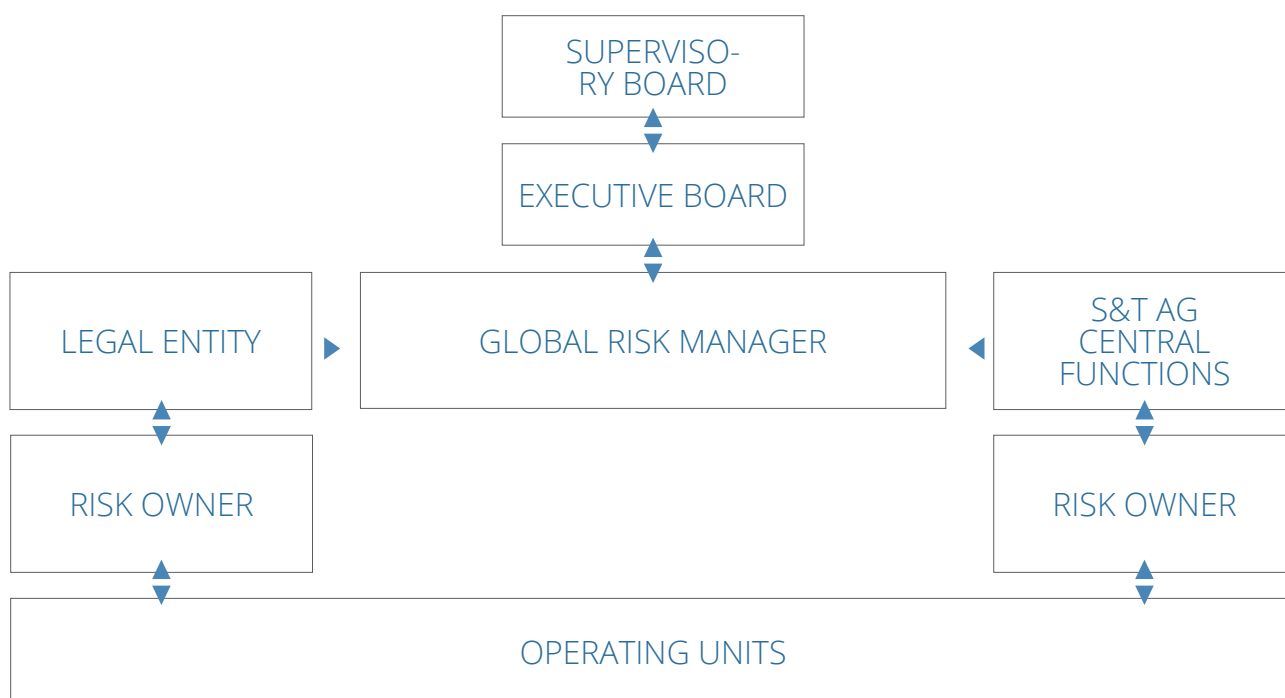 SUPERVISO-
RY BOARD
EXECUTIVE BOARD
LEGAL ENTITY
GLOBAL RISK MANAGER
S&T AG
CENTRAL
FUNCTIONS
RISK OWNER
RISK OWNER
OPERATING UNITS